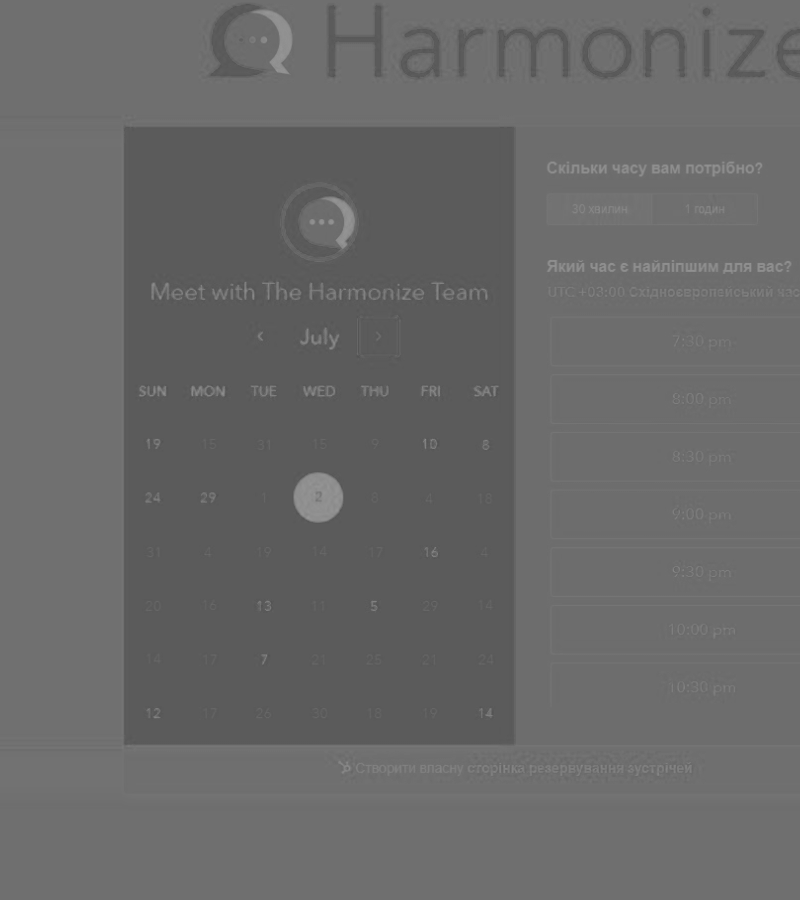 Harmonize
Meet with The Harmonize Team
July
SUN MON TUE WED THU FRI SAT
19 15 31 15 9 10 8
24 29 1 2 8 4 18
31 4 19 14 17 16 4
20 16 13 11 5 29 14
14 17 7 21 25 21 24
12 17 26 30 18 19 14
Скільки часу вам потрібно?
30 хвилин 1 годин
Який час є найліпшим для вас?
UTC +03:00 Східноєвропейський час
7:30 pm
8:00 pm
8:30 pm
9:00 pm
9:30 pm
10:00 pm
10:30 pm
Створити власну сторінка резервування зустрічей